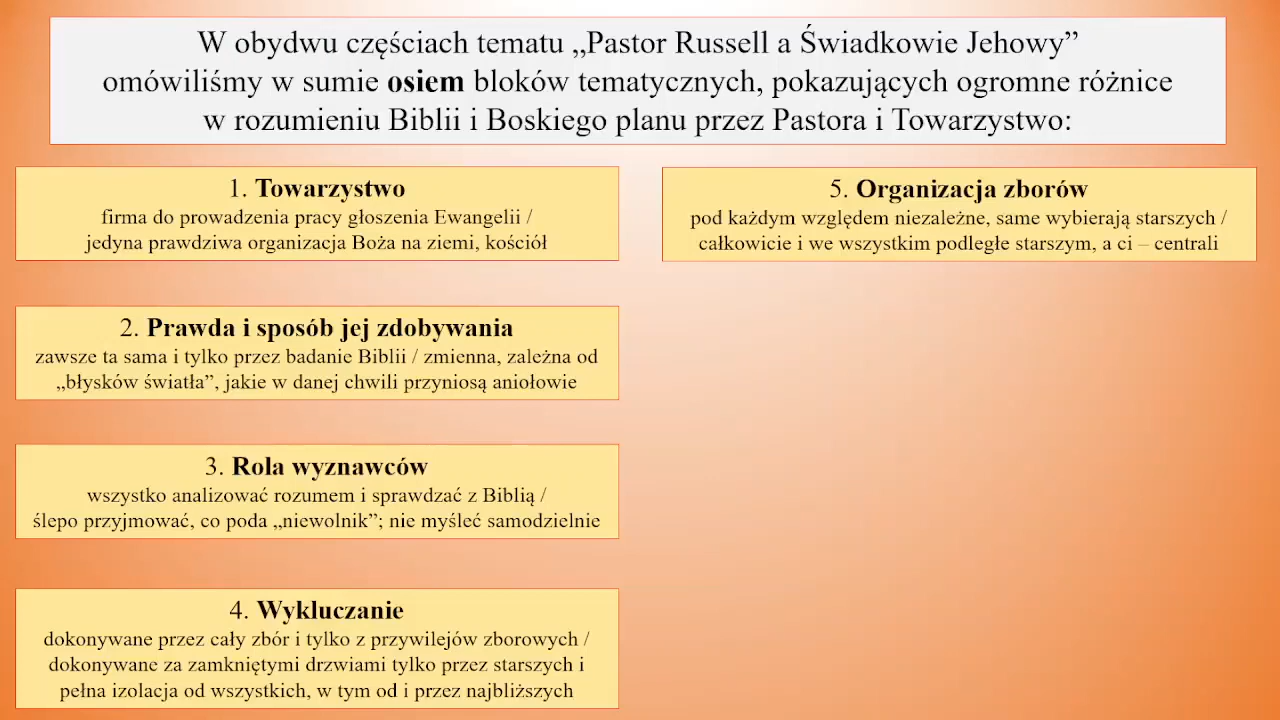 W obydwu częściach tematu „Pastor Russell a Świadkowie Jehowy”
omówiliśmy w sumie osiem bloków tematycznych, pokazujących ogromne różnice
w rozumieniu Biblii i Boskiego planu przez Pastora i Towarzystwo:
1. Towarzystwo
firma do prowadzenia pracy głoszenia Ewangelii /
jedyna prawdziwa organizacja Boża na ziemi, kościół
2. Prawda i sposób jej zdobywania
zawsze ta sama i tylko przez badanie Biblii / zmienna, zależna od
„błysków światła”, jakie w danej chwili przyniosą aniołowie
3. Rola wyznawców
wszystko analizować rozumem i sprawdzać z Biblią /
ślepo przyjmować, co poda „niewolnik”; nie myśleć samodzielnie
4. Wykluczanie
dokonywane przez cały zbór i tylko z przywilejów zborowych /
dokonywane za zamkniętymi drzwiami tylko przez starszych i
pełna izolacja od wszystkich, w tym od i przez najbliższych
5. Organizacja zborów
pod każdym względem niezależne, same wybierają starszych /
całkowicie i we wszystkim podległe starszym, a ci – centrali